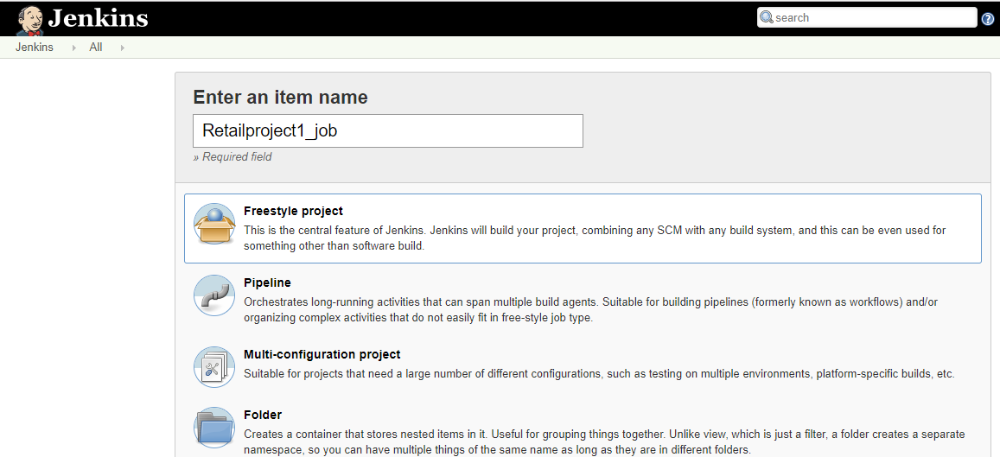 Jenkins
search
?
Jenkins
All
Enter an item name
Retailproject1_job
» Required field
Freestyle project
This is the central feature of Jenkins. Jenkins will build your project, combining any SCM with any build system, and this can be even used for
something other than software build.
Pipeline
Orchestrates long-running activities that can span multiple build agents. Suitable for building pipelines (formerly known as workflows) and/or
organizing complex activities that do not easily fit in free-style job type.
Multi-configuration project
Suitable for projects that need a large number of different configurations, such as testing on multiple environments, platform-specific builds, etc.
Folder
Creates a container that stores nested items in it. Useful for grouping things together. Unlike view, which is just a filter, a folder creates a separate
namespace, so you can have multiple things of the same name as long as they are in different folders.